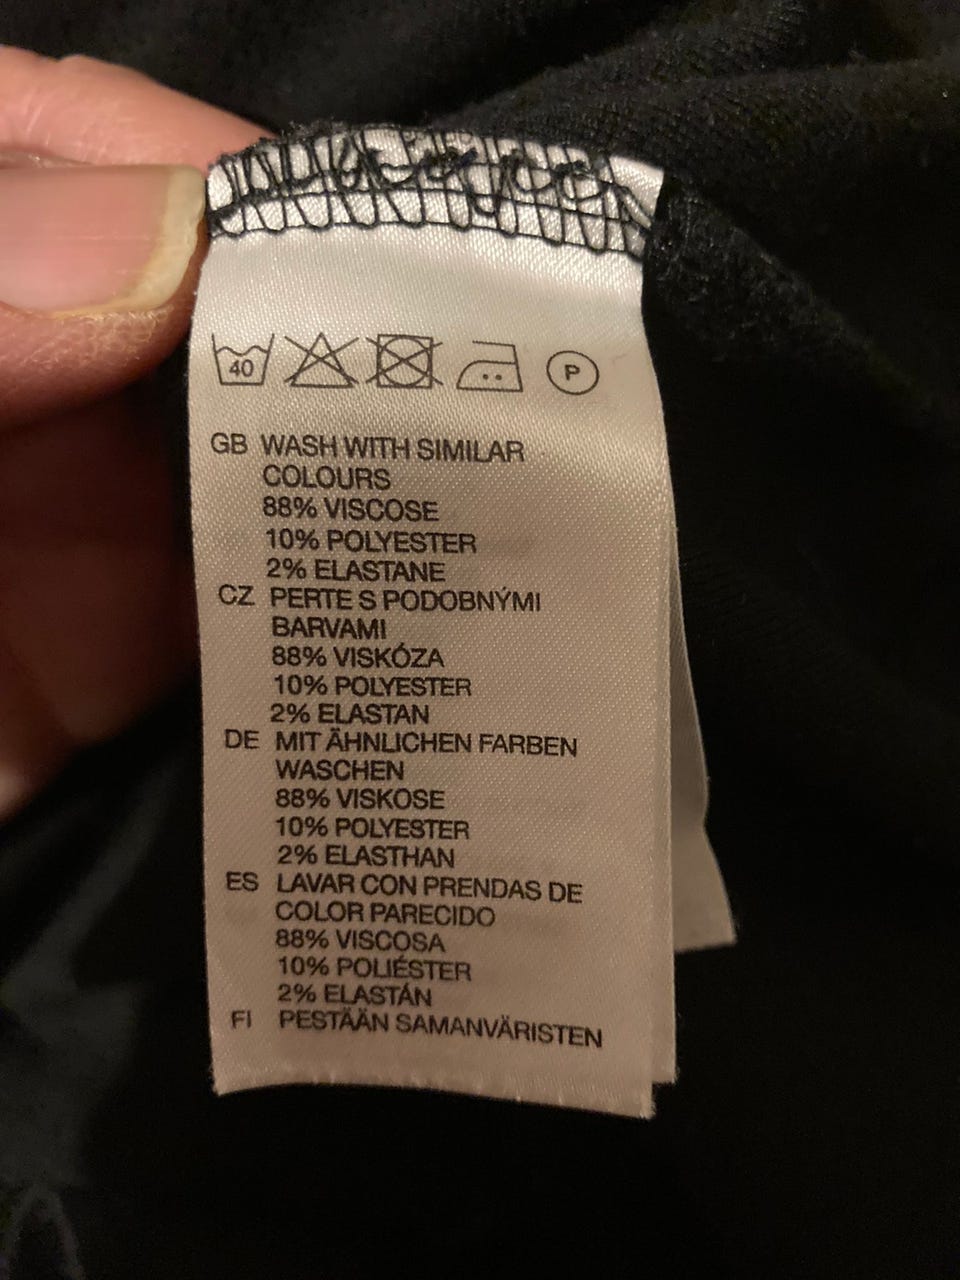 40 P
GB WASH WITH SIMILAR
COLOURS
88% VISCOSE
10% POLYESTER
2% ELASTANE
CZ PERTE S PODOBNÝMI
BARVAMI
88% VISKÓZA
10% POLYESTER
2% ELASTAN
DE MIT ÄHNLICHEN FARBEN
WASCHEN
88% VISKOSE
10% POLYESTER
2% ELASTHAN
ES LAVAR CON PRENDAS DE
COLOR PARECIDO
88% VISCOSA
10% POLIÉSTER
2% ELASTÁN
FI PESTÄÄN SAMANVÄRISTEN